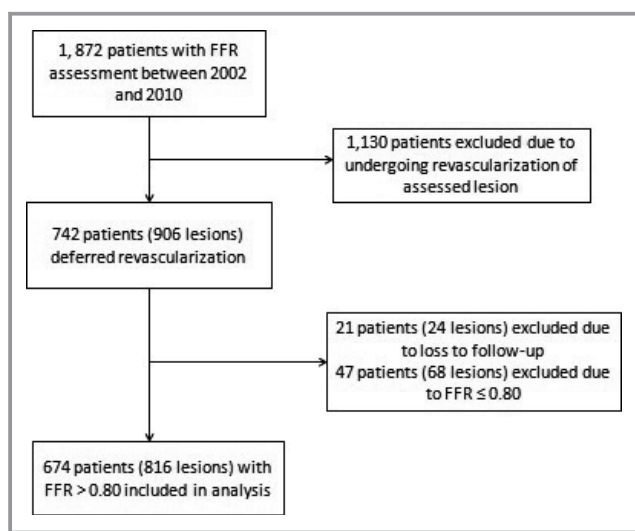 1, 872 patients with FFR
assessment between 2002
and 2010
1,130 patients excluded due to
undergoing revascularization of
assessed lesion
742 patients (906 lesions)
deferred revascularization
21 patients (24 lesions) excluded due
to loss to follow-up
47 patients (68 lesions) excluded due
to FFR ≤ 0.80
674 patients (816 lesions) with
FFR > 0.80 included in analysis